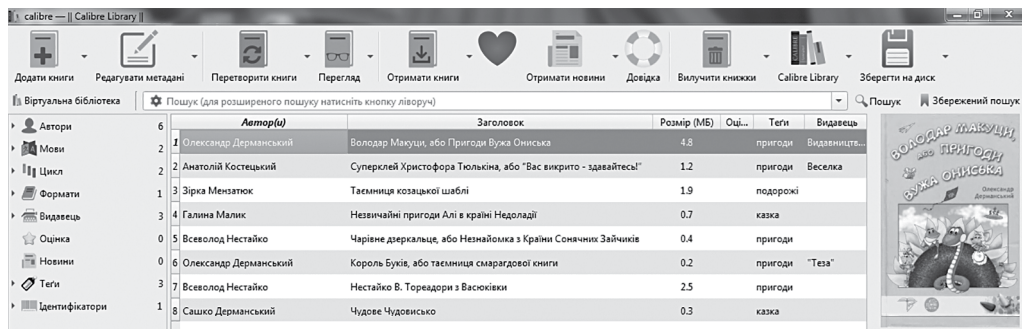 calibre — || Calibre Library ||
Додати книги Редагувати метадані Перетворити книги Перегляд Отримати книги Отримати новини Довідка Вилучити книжки Calibre Library Зберегти на диск
Віртуальна бібліотека Пошук (для розширеного пошуку натисніть кнопку ліворуч) Пошук Збережений пошук
Автори 6
Мови 2
Цикл 2
Формати 1
Видавець 3
Оцінка 0
Новини 0
Теґи 3
Ідентифікатори 1
Автор(и) Заголовок Розмір (МБ) Оці... Теґи Видавець
1 Олександр Дерманський Володар Макуци, або Пригоди Вужа Ониська 4.8 пригоди Видавництв...
2 Анатолій Костецький Суперклей Христофора Тюлькіна, або "Вас викрито - здавайтесь!" 1.2 пригоди Веселка
3 Зірка Мензатюк Таємниця козацької шаблі 1.9 подорожі
4 Галина Малик Незвичайні пригоди Алі в країні Недоладії 0.7 казка
5 Всеволод Нестайко Чарівне дзеркальце, або Незнайомка з Країни Сонячних Зайчиків 0.4 пригоди
6 Олександр Дерманський Король Буків, або таємниця смарагдової книги 0.2 пригоди "Теза"
7 Всеволод Нестайко Нестайко В. Тореадори з Васюківки 2.5 пригоди
8 Сашко Дерманський Чудове Чудовисько 0.3 казка
ВОЛОДАР МАКУЦИ,
АБО ПРИГОДИ
ВУЖА ОНИСЬКА
Олександр
Дерманський